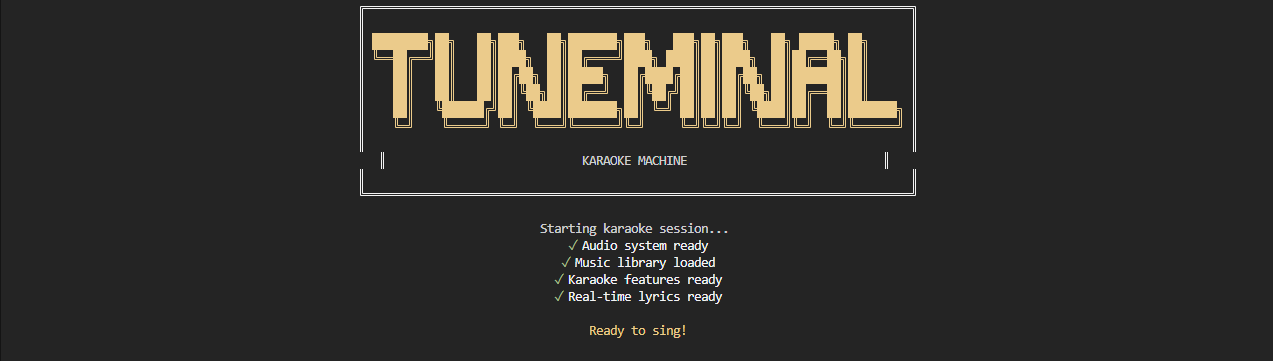 TUNEMINAL
KARAOKE MACHINE
Starting karaoke session...
✓ Audio system ready
✓ Music library loaded
✓ Karaoke features ready
✓ Real-time lyrics ready
Ready to sing!